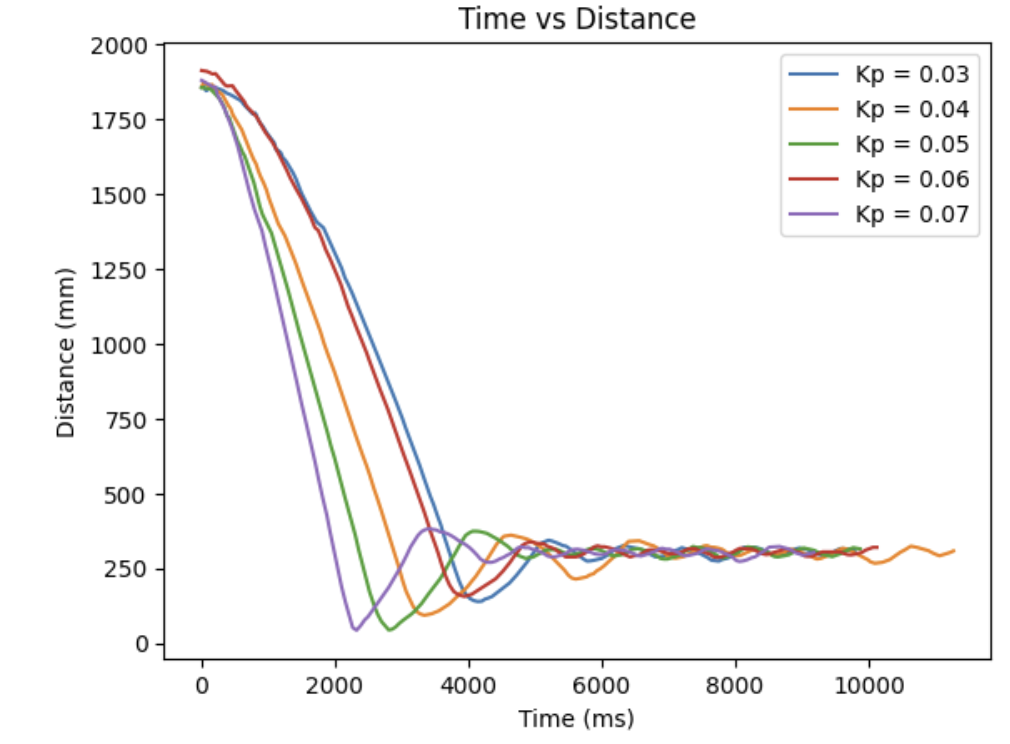 Time vs Distance
2000
1750
1500
1250
1000
750
500
250
0
Distance (mm)
Kp = 0.03
Kp = 0.04
Kp = 0.05
Kp = 0.06
Kp = 0.07
0 2000 4000 6000 8000 10000
Time (ms)